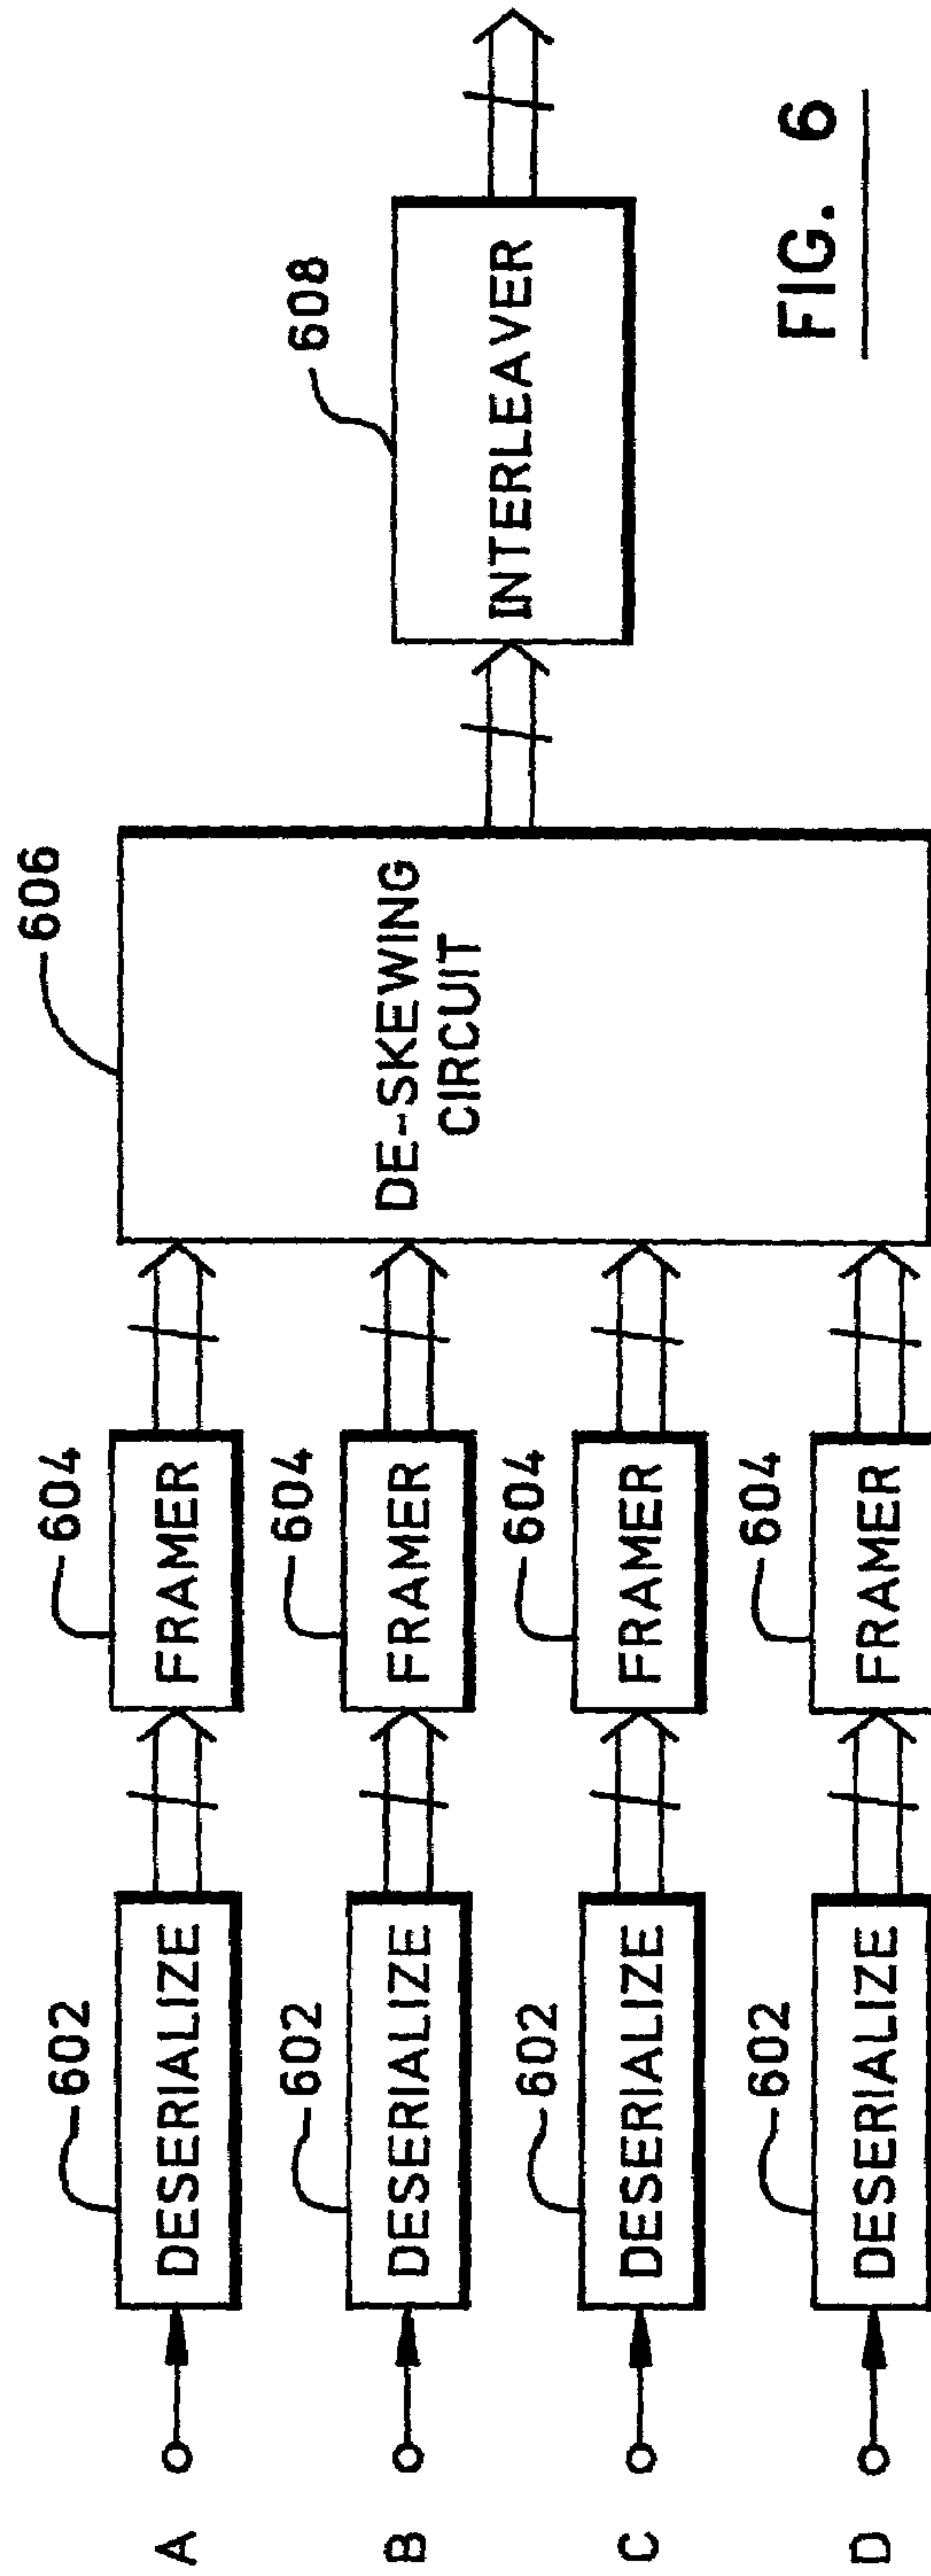 A
602
DESERIALIZE
604
FRAMER
B
602
DESERIALIZE
604
FRAMER
C
602
DESERIALIZE
604
FRAMER
D
602
DESERIALIZE
604
FRAMER
606
DE-SKEWING
CIRCUIT
608
INTERLEAVER
FIG. 6